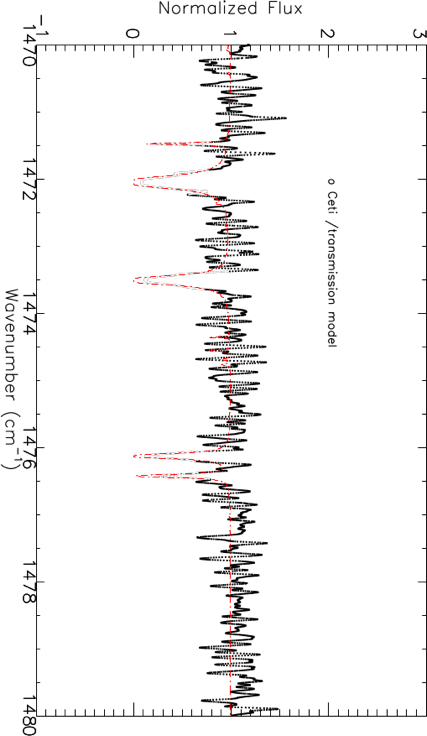 Normalized Flux
-1 0 1 2 3
1470
1472
1474
1476
1478
1480
Wavenumber (cm⁻¹)
o Ceti /transmission model